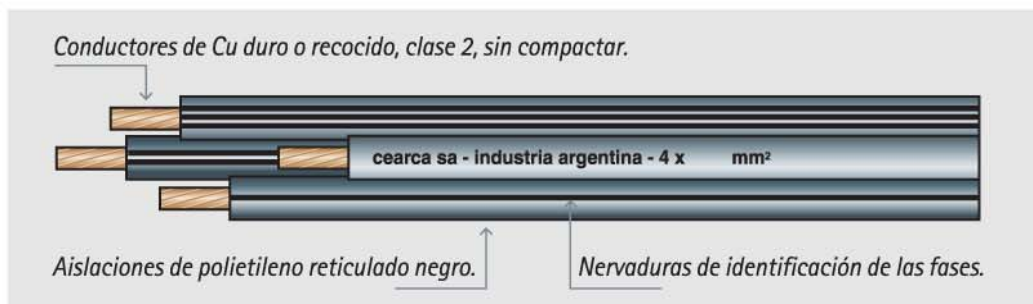 Conductores de Cu duro o recocido, clase 2, sin compactar.
cearca sa - industria argentina - 4 x mm²
Aislaciones de polietileno reticulado negro.
Nervaduras de identificación de las fases.